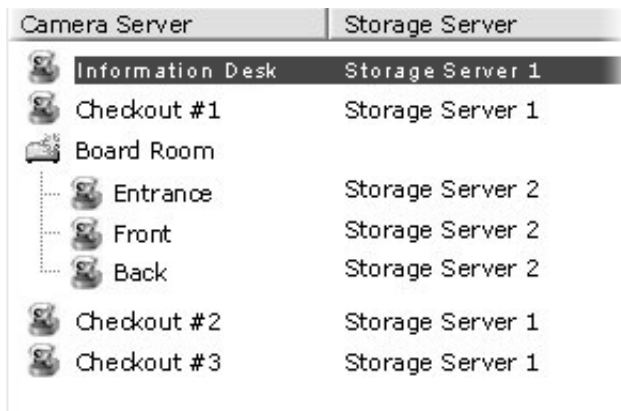 Camera Server Storage Server
Information Desk Storage Server 1
Checkout #1 Storage Server 1
Board Room
Entrance Storage Server 2
Front Storage Server 2
Back Storage Server 2
Checkout #2 Storage Server 1
Checkout #3 Storage Server 1